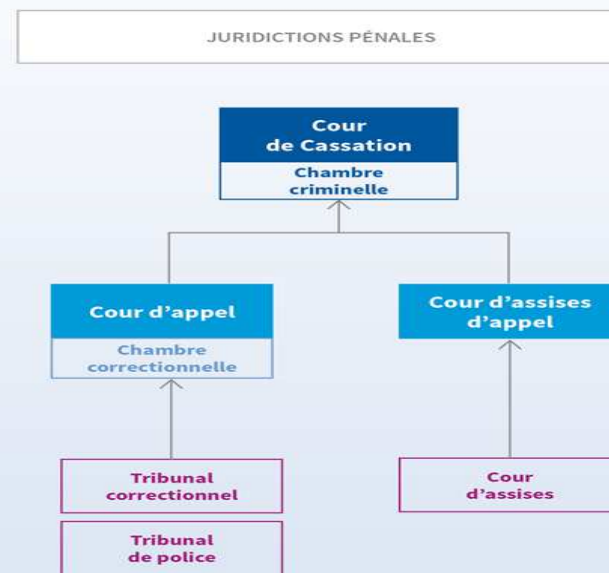 JURIDICTIONS PÉNALES
Cour
de Cassation
Chambre
criminelle
Cour d’appel
Chambre
correctionnelle
Cour d’assises
d’appel
Tribunal
correctionnel
Cour
d’assises
Tribunal
de police